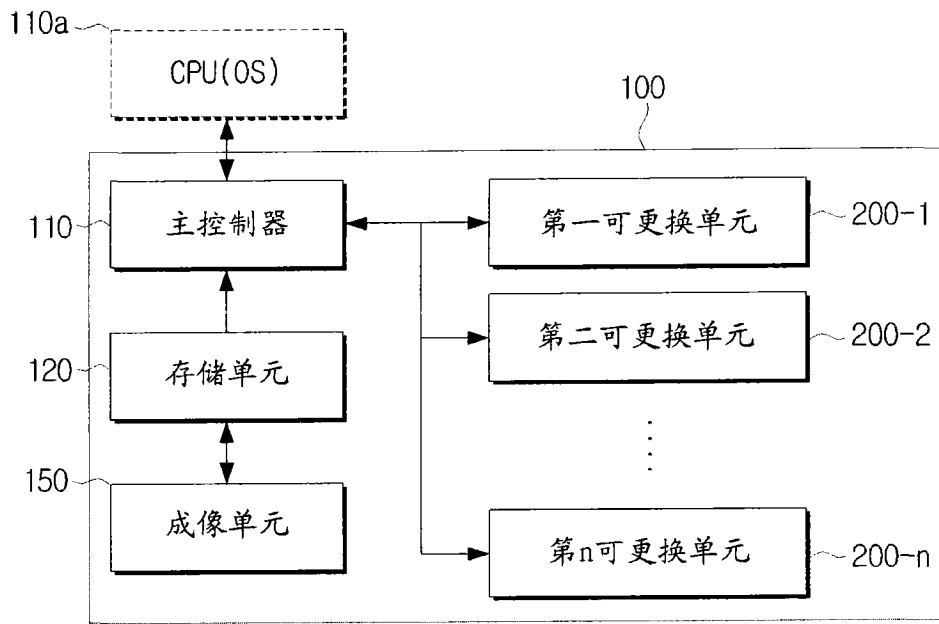 110a
CPU(OS)
100
110
主控制器
第一可更换单元
200-1
第二可更换单元
200-2
120
存储单元
150
成像单元
第n可更换单元
200-n